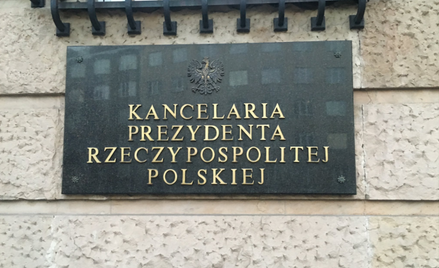 KANCELARIA
PREZYDENTA
RZECZYPOSPOLITEJ
POLSKIEJ